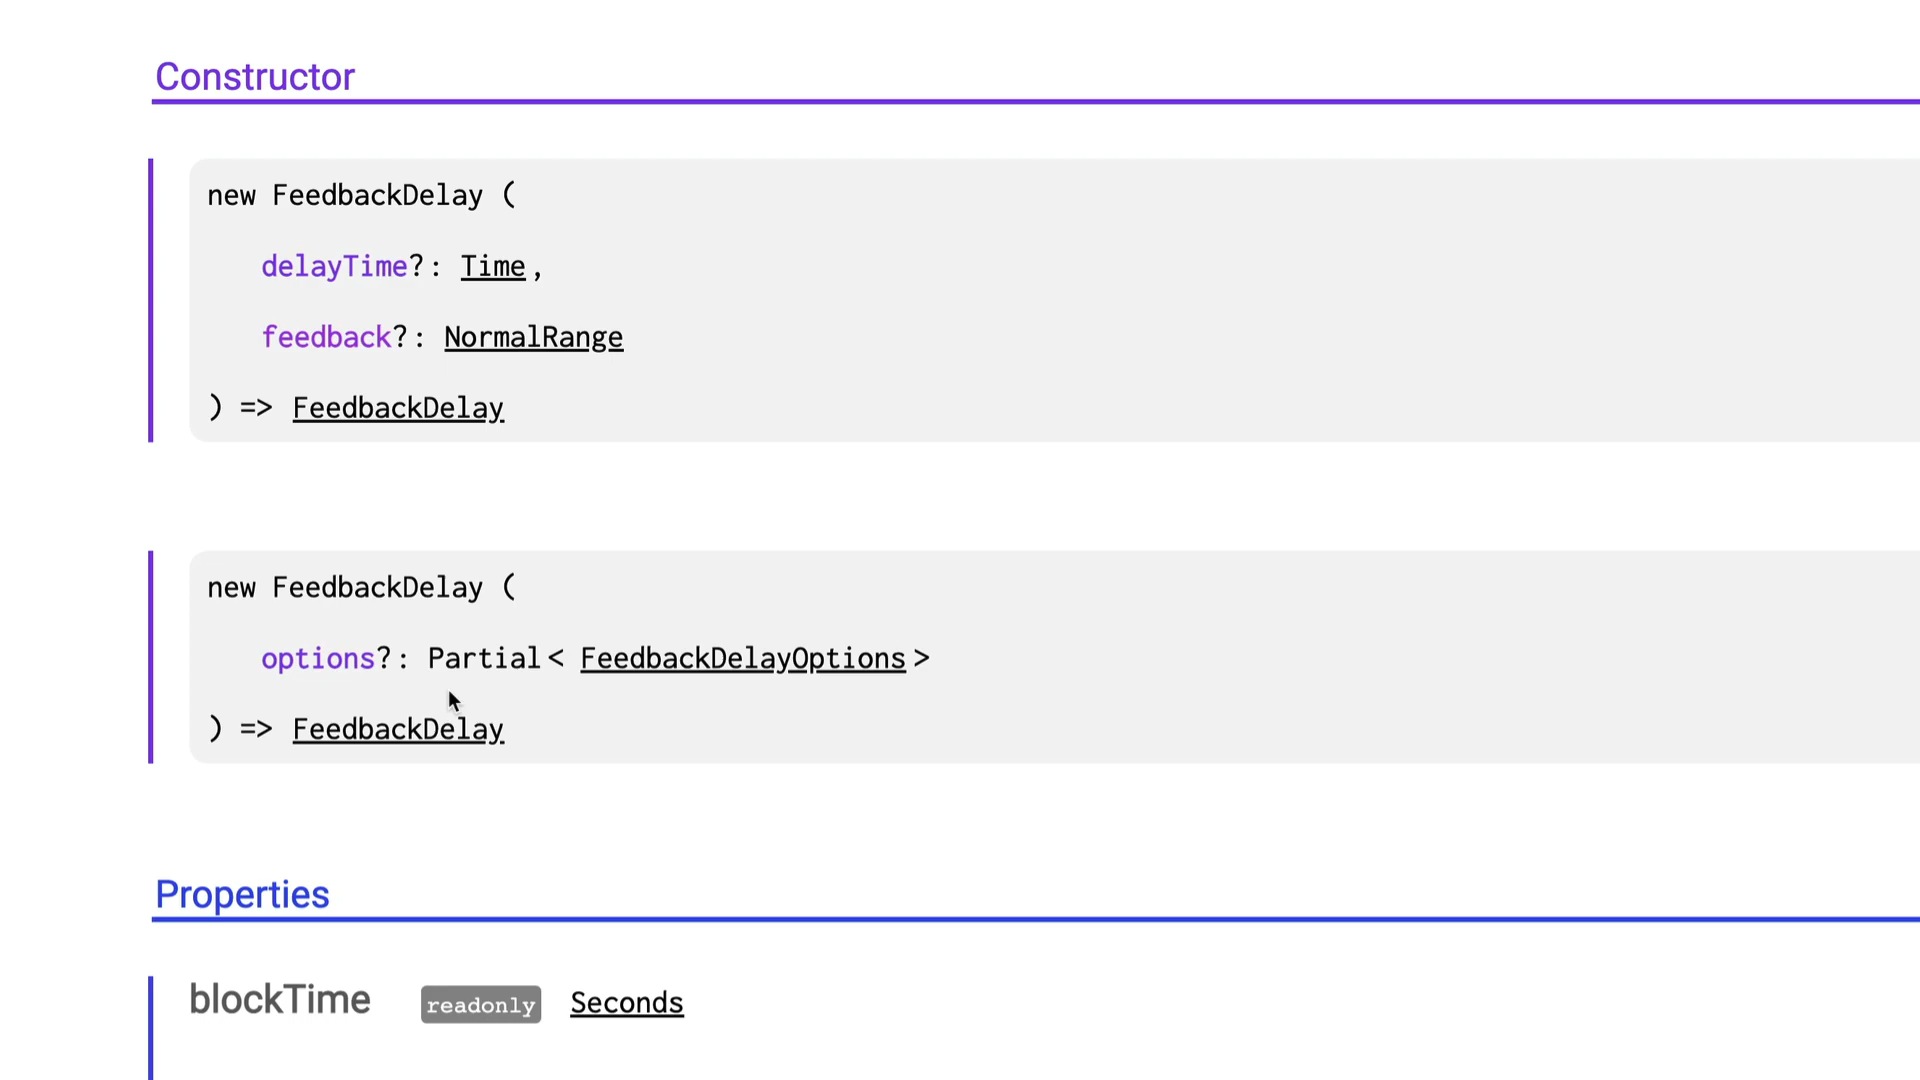 Constructor
new FeedbackDelay (
delayTime?: Time,
feedback?: NormalRange
) => FeedbackDelay
new FeedbackDelay (
options?: Partial< FeedbackDelayOptions>
) => FeedbackDelay
Properties
blockTime readonly Seconds